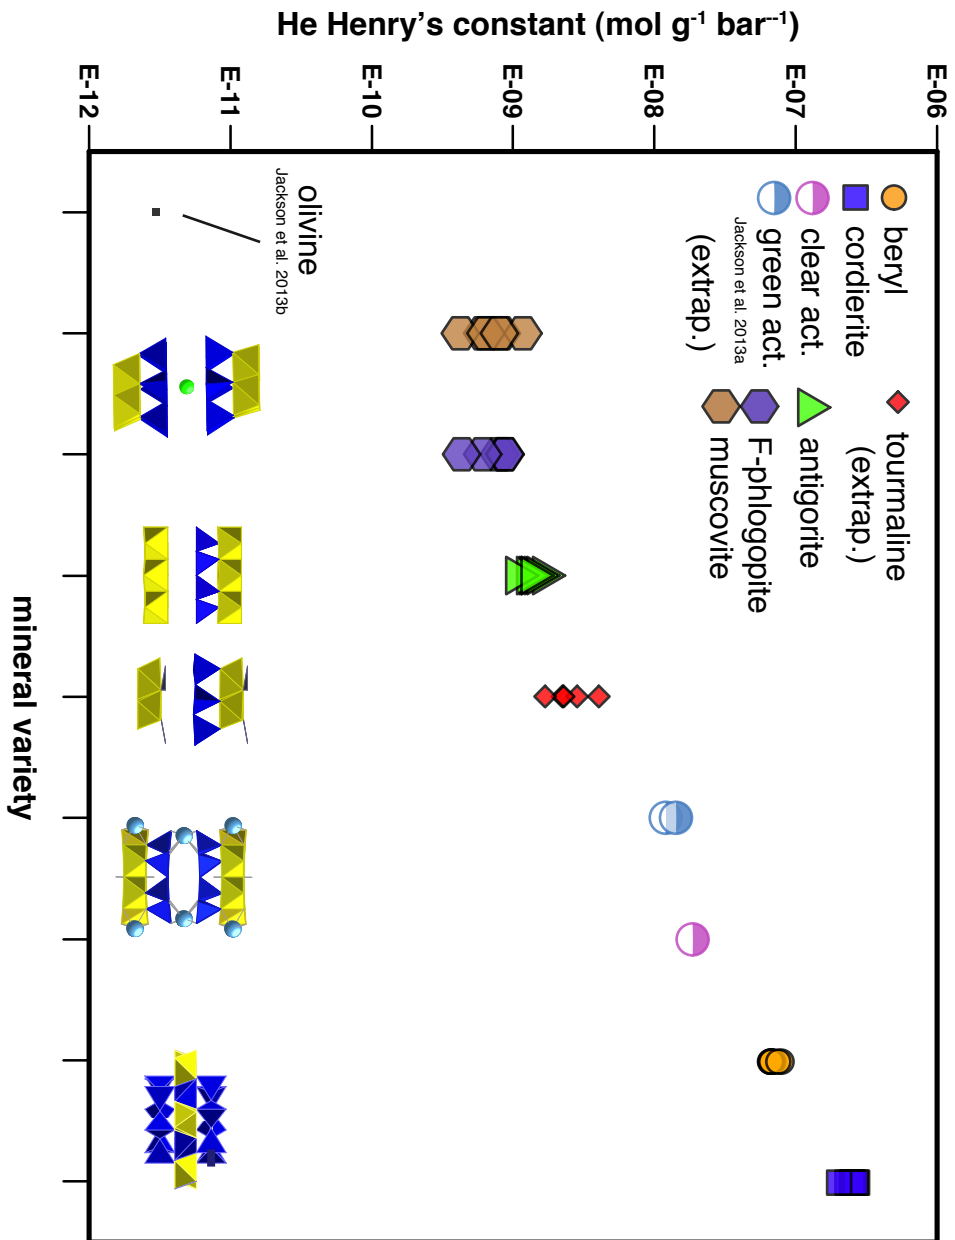 He Henry's constant (mol g⁻¹ bar⁻⁻¹)
E-06
E-07
E-08
E-09
E-10
E-11
E-12
beryl
cordierite
clear act.
Jackson et al. 2013a
green act.
(extrap.)
tourmaline
(extrap.)
antigorite
F-phlogopite
muscovite
olivine
Jackson et al. 2013b
mineral variety